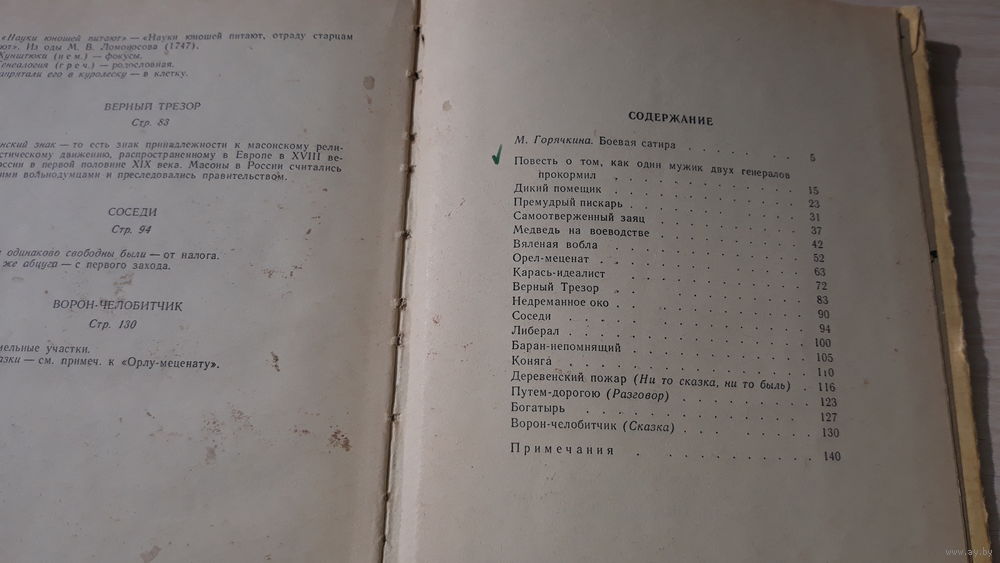 «Науки юношей питают» — «Науки юношей питают, отраду старцам
ют». Из оды М. В. Ломоносова (1747).
Кунштюки (нем.) — фокусы.
Генеалогия (греч.) — родословная.
апрятали его в куролеску — в клетку.
ВЕРНЫЙ ТРЕЗОР
Стр. 83
нский знак — то есть знак принадлежности к масонскому рели-
стическому движению, распространенному в Европе в XVIII ве-
оссии в первой половине XIX века. Масоны в России считались
ими вольнодумцами и преследовались правительством.
СОСЕДИ
Стр. 94
одинаково свободны были — от налога.
же абцуга — с первого захода.
ВОРОН-ЧЕЛОБИТЧИК
Стр. 130
мельные участки.
азки — см. примеч. к «Орлу-меценату».
СОДЕРЖАНИЕ
М. Горячкина. Боевая сатира . . . . . . . 5
Повесть о том, как один мужик двух генералов
прокормил . . . . . . . . . . 15
Дикий помещик . . . . . . . . . . 23
Премудрый пискарь . . . . . . . . . 31
Самоотверженный заяц . . . . . . . . 37
Медведь на воеводстве . . . . . . . . 42
Вяленая вобла . . . . . . . . . . 52
Орел-меценат . . . . . . . . . . 63
Карась-идеалист . . . . . . . . . . 72
Верный Трезор . . . . . . . . . . 83
Недреманное око . . . . . . . . . . 90
Соседи . . . . . . . . . . . . 94
Либерал . . . . . . . . . . . . 100
Баран-непомнящий . . . . . . . . . 105
Коняга . . . . . . . . . . . . 110
Деревенский пожар (Ни то сказка, ни то быль) . 116
Путем-дорогою (Разговор) . . . . . . . 123
Богатырь . . . . . . . . . . . 127
Ворон-челобитчик (Сказка) . . . . . . . 130
Примечания . . . . . . . . . . 140
www.ay.by